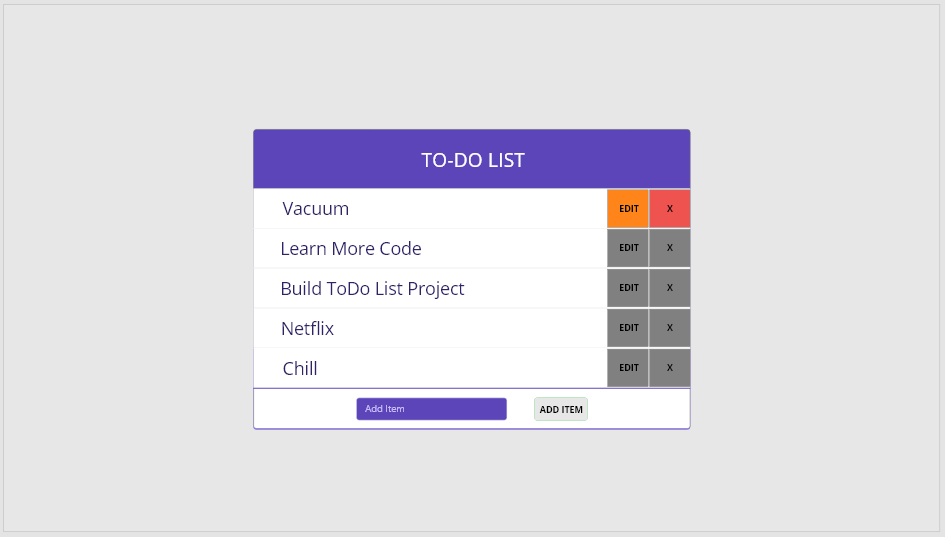 TO-DO LIST
Vacuum EDIT X
Learn More Code EDIT X
Build ToDo List Project EDIT X
Netflix EDIT X
Chill EDIT X
Add Item ADD ITEM